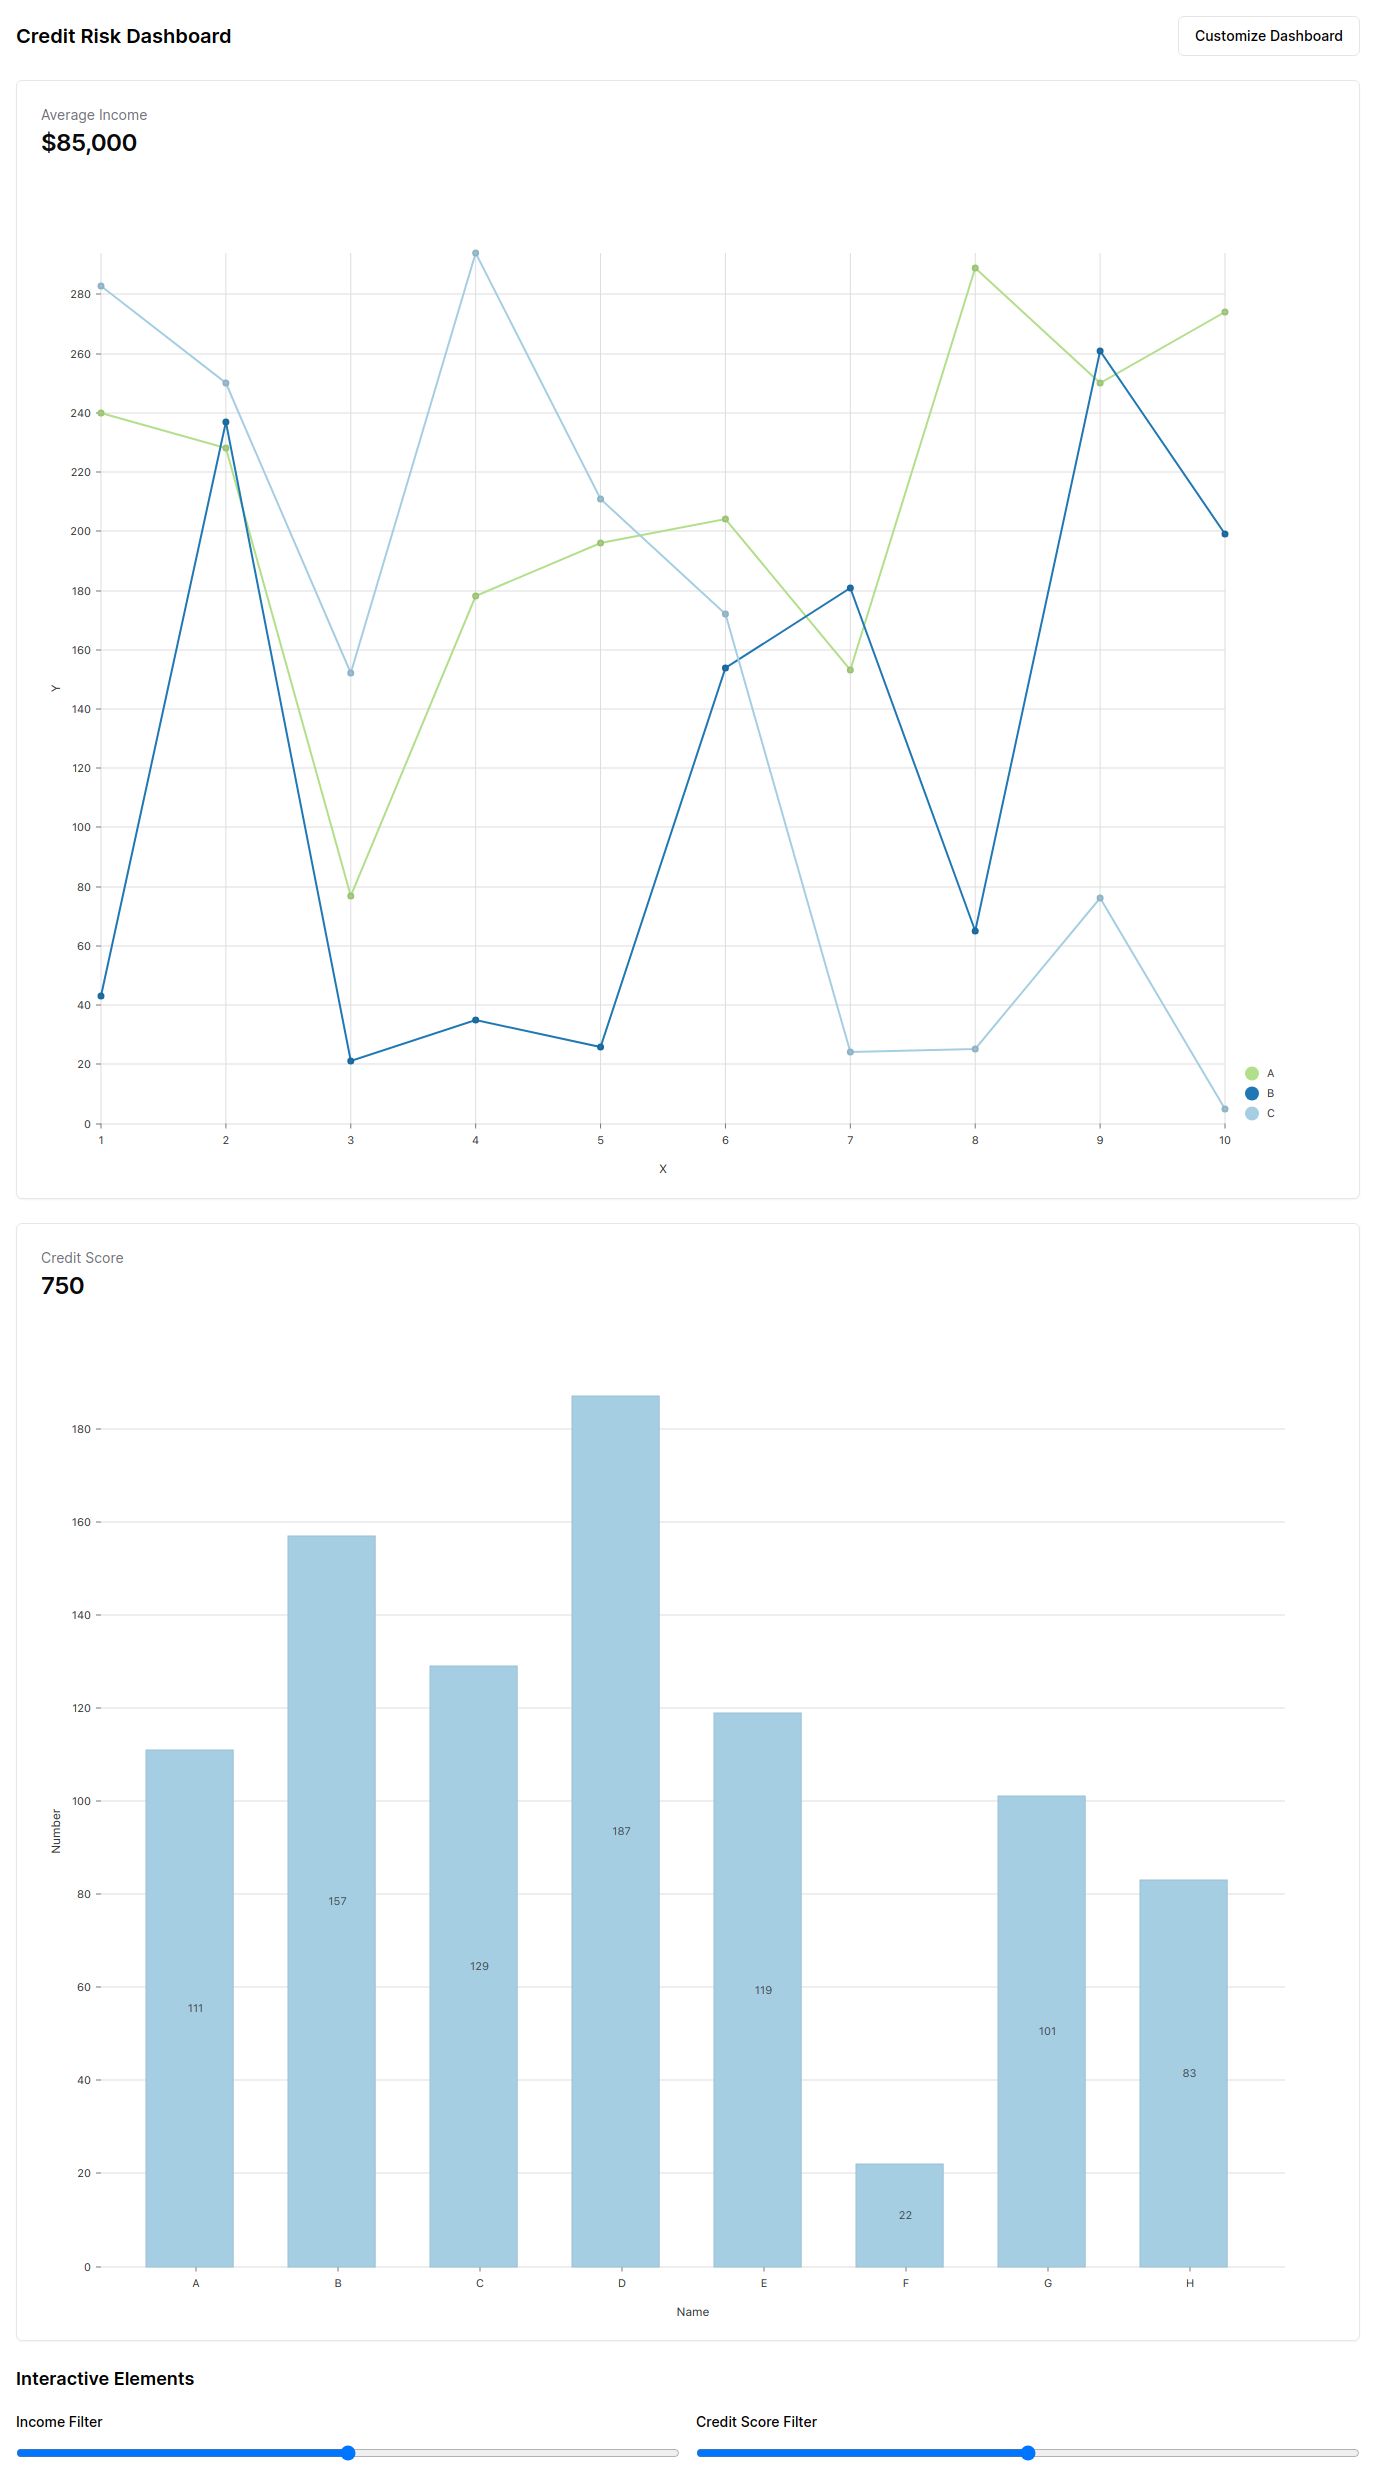 Credit Risk Dashboard
Customize Dashboard
Average Income
$85,000
280
260
240
220
200
180
160
140
120
100
80
60
40
20
0
Y
1 2 3 4 5 6 7 8 9 10
X
A
B
C
Credit Score
750
180
160
140
120
100
80
60
40
20
0
Number
111
157
129
187
119
22
101
83
A B C D E F G H
Name
Interactive Elements
Income Filter
Credit Score Filter